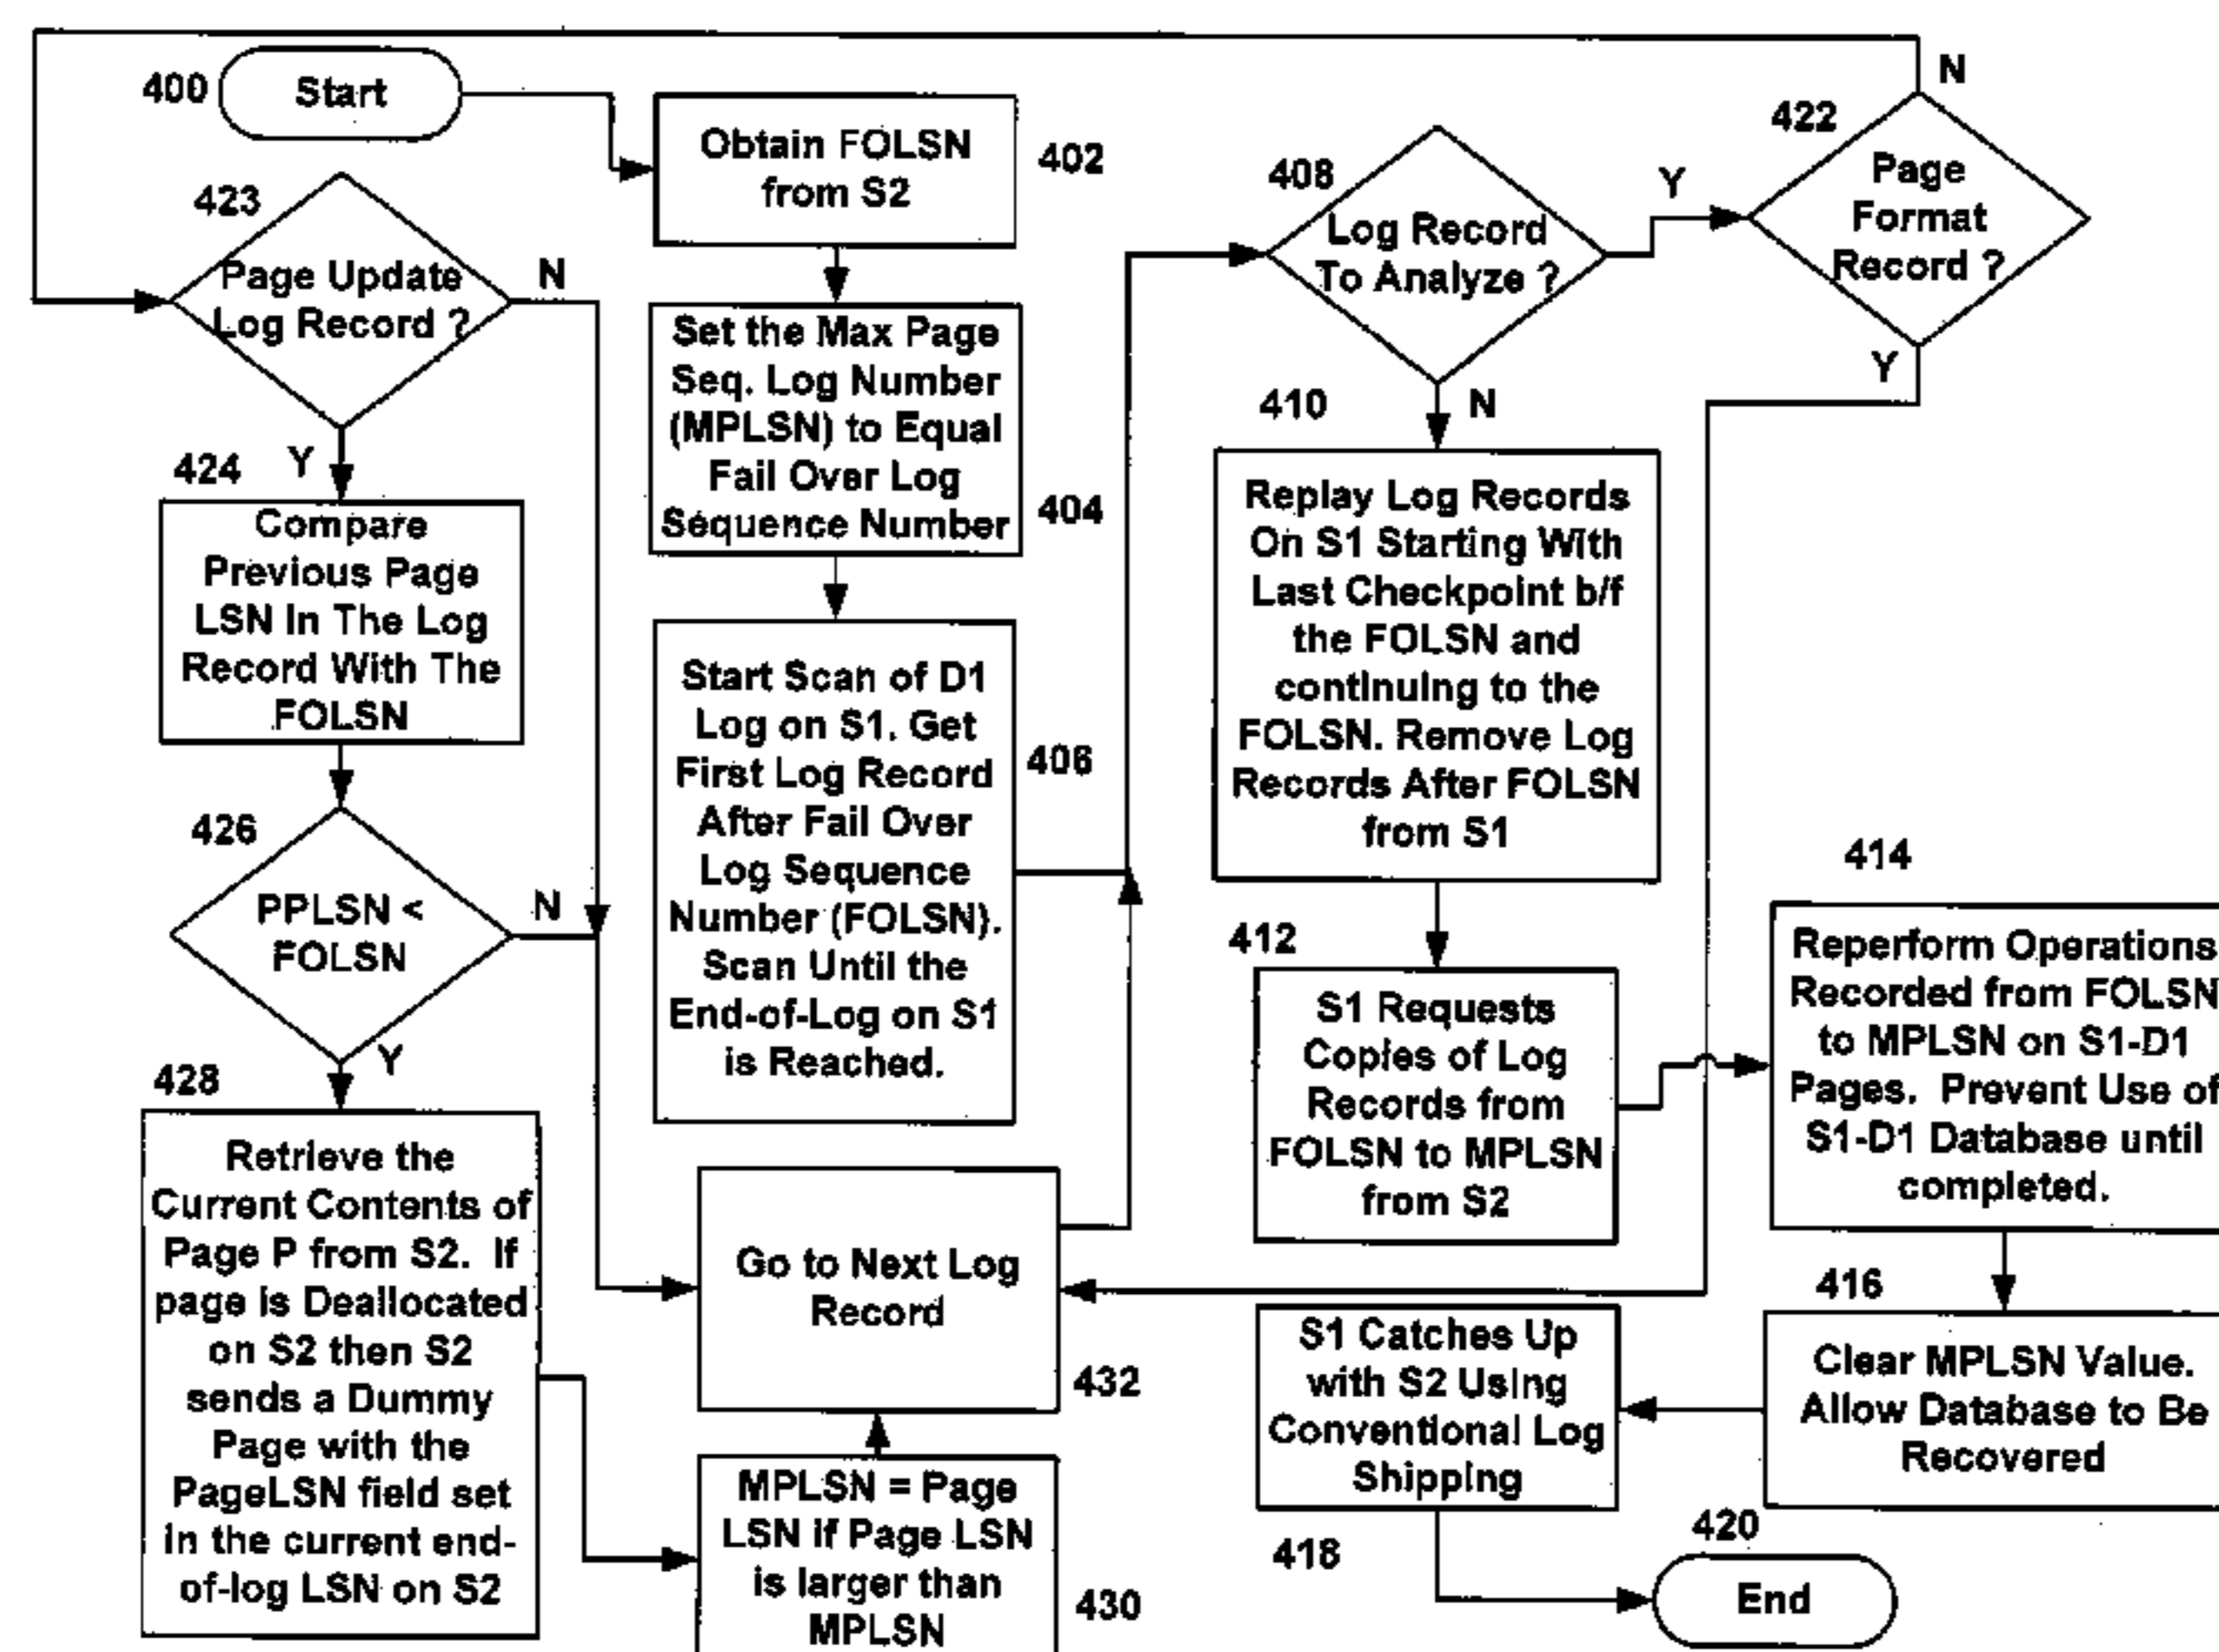 400
Start
Obtain FOLSN
from S2
402
Set the Max Page
Seq. Log Number
(MPLSN) to Equal
Fail Over Log
Sequence Number
404
Start Scan of D1
Log on S1. Get
First Log Record
After Fail Over
Log Sequence
Number (FOLSN).
Scan Until the
End-of-Log on S1
is Reached.
406
408
Log Record
To Analyze ?
Y
N
422
Page
Format
Record ?
N
Y
423
Page Update
Log Record ?
N
Y
424
Compare
Previous Page
LSN In The Log
Record With The
FOLSN
426
PPLSN <
FOLSN
N
Y
428
Retrieve the
Current Contents of
Page P from S2. If
page is Deallocated
on S2 then S2
sends a Dummy
Page with the
PageLSN field set
in the current end-
of-log LSN on S2
MPLSN = Page
LSN if Page LSN
is larger than
MPLSN
430
Go to Next Log
Record
432
410
Replay Log Records
On S1 Starting With
Last Checkpoint b/f
the FOLSN and
continuing to the
FOLSN. Remove Log
Records After FOLSN
from S1
412
S1 Requests
Copies of Log
Records from
FOLSN to MPLSN
from S2
414
Reperform Operations
Recorded from FOLSN
to MPLSN on S1-D1
Pages. Prevent Use of
S1-D1 Database until
completed.
416
Clear MPLSN Value.
Allow Database to Be
Recovered
S1 Catches Up
with S2 Using
Conventional Log
Shipping
418
420
End